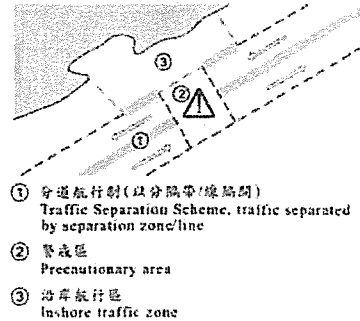 ③
②
①
① 分道航行制(以分隔帶/線隔開)
Traffic Separation Scheme, traffic separated
by separation zone/line
② 警戒區
Precautionary area
③ 沿岸航行區
Inshore traffic zone